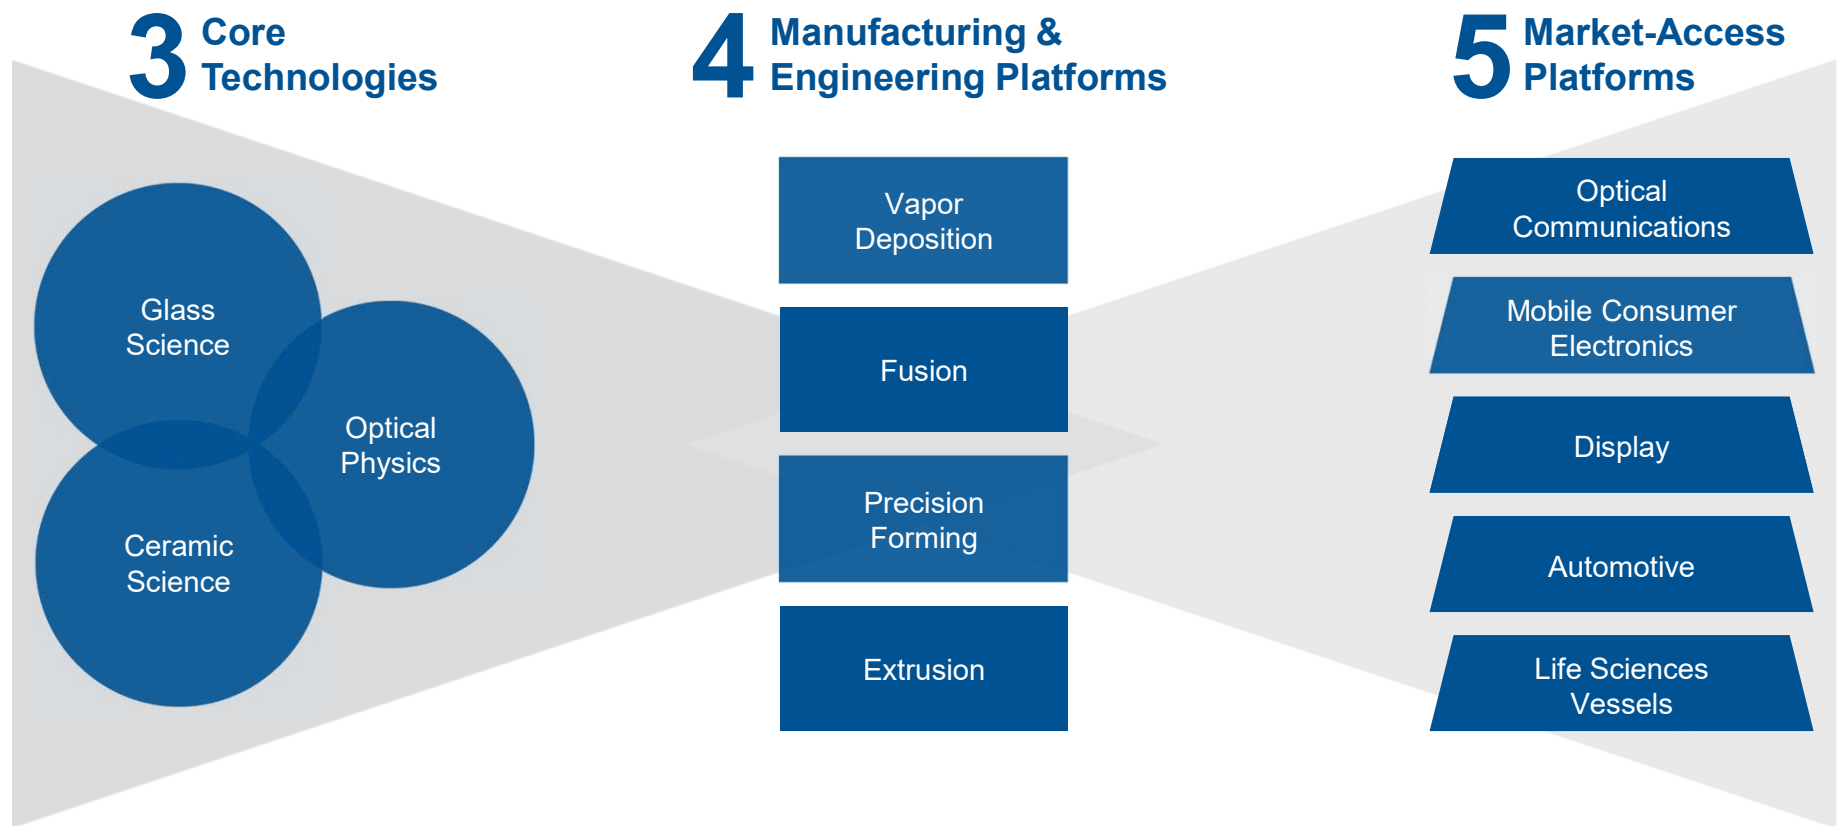 3 Core
Technologies
Glass
Science
Optical
Physics
Ceramic
Science
4 Manufacturing &
Engineering Platforms
Vapor
Deposition
Fusion
Precision
Forming
Extrusion
5 Market-Access
Platforms
Optical
Communications
Mobile Consumer
Electronics
Display
Automotive
Life Sciences
Vessels